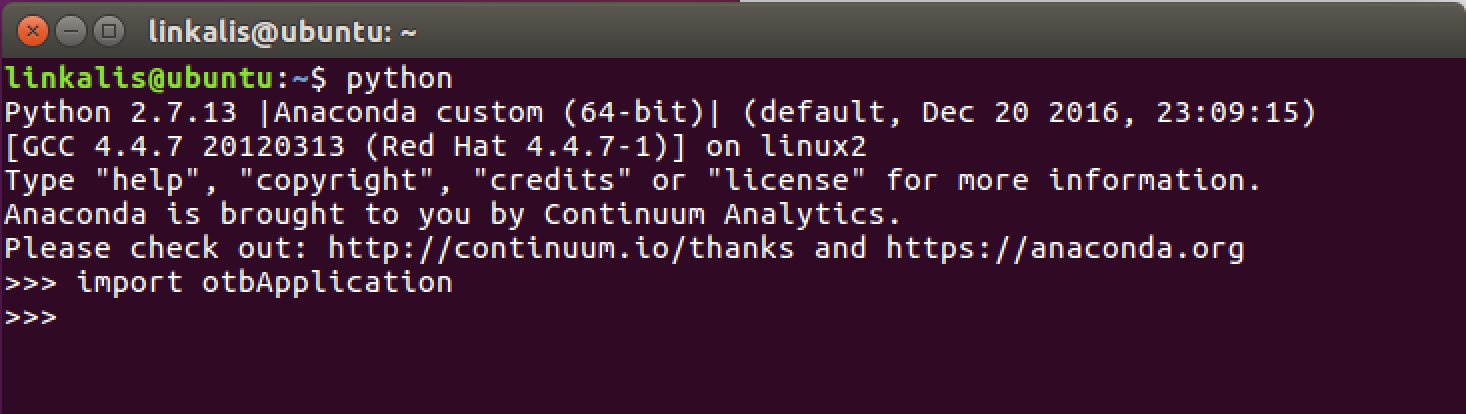 linkalis@ubuntu: ~
linkalis@ubuntu:~$ python
Python 2.7.13 |Anaconda custom (64-bit)| (default, Dec 20 2016, 23:09:15)
[GCC 4.4.7 20120313 (Red Hat 4.4.7-1)] on linux2
Type "help", "copyright", "credits" or "license" for more information.
Anaconda is brought to you by Continuum Analytics.
Please check out: http://continuum.io/thanks and https://anaconda.org
>>> import otbApplication
>>>